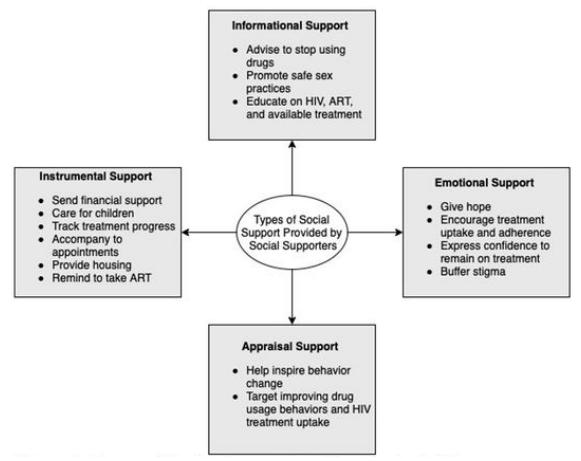 Informational Support
● Advise to stop using
drugs
● Promote safe sex
practices
● Educate on HIV, ART,
and available treatment
Instrumental Support
● Send financial support
● Care for children
● Track treatment progress
● Accompany to
appointments
● Provide housing
● Remind to take ART
Types of Social
Support Provided by
Social Supporters
Emotional Support
● Give hope
● Encourage treatment
uptake and adherence
● Express confidence to
remain on treatment
● Buffer stigma
Appraisal Support
● Help inspire behavior
change
● Target improving drug
usage behaviors and HIV
treatment uptake